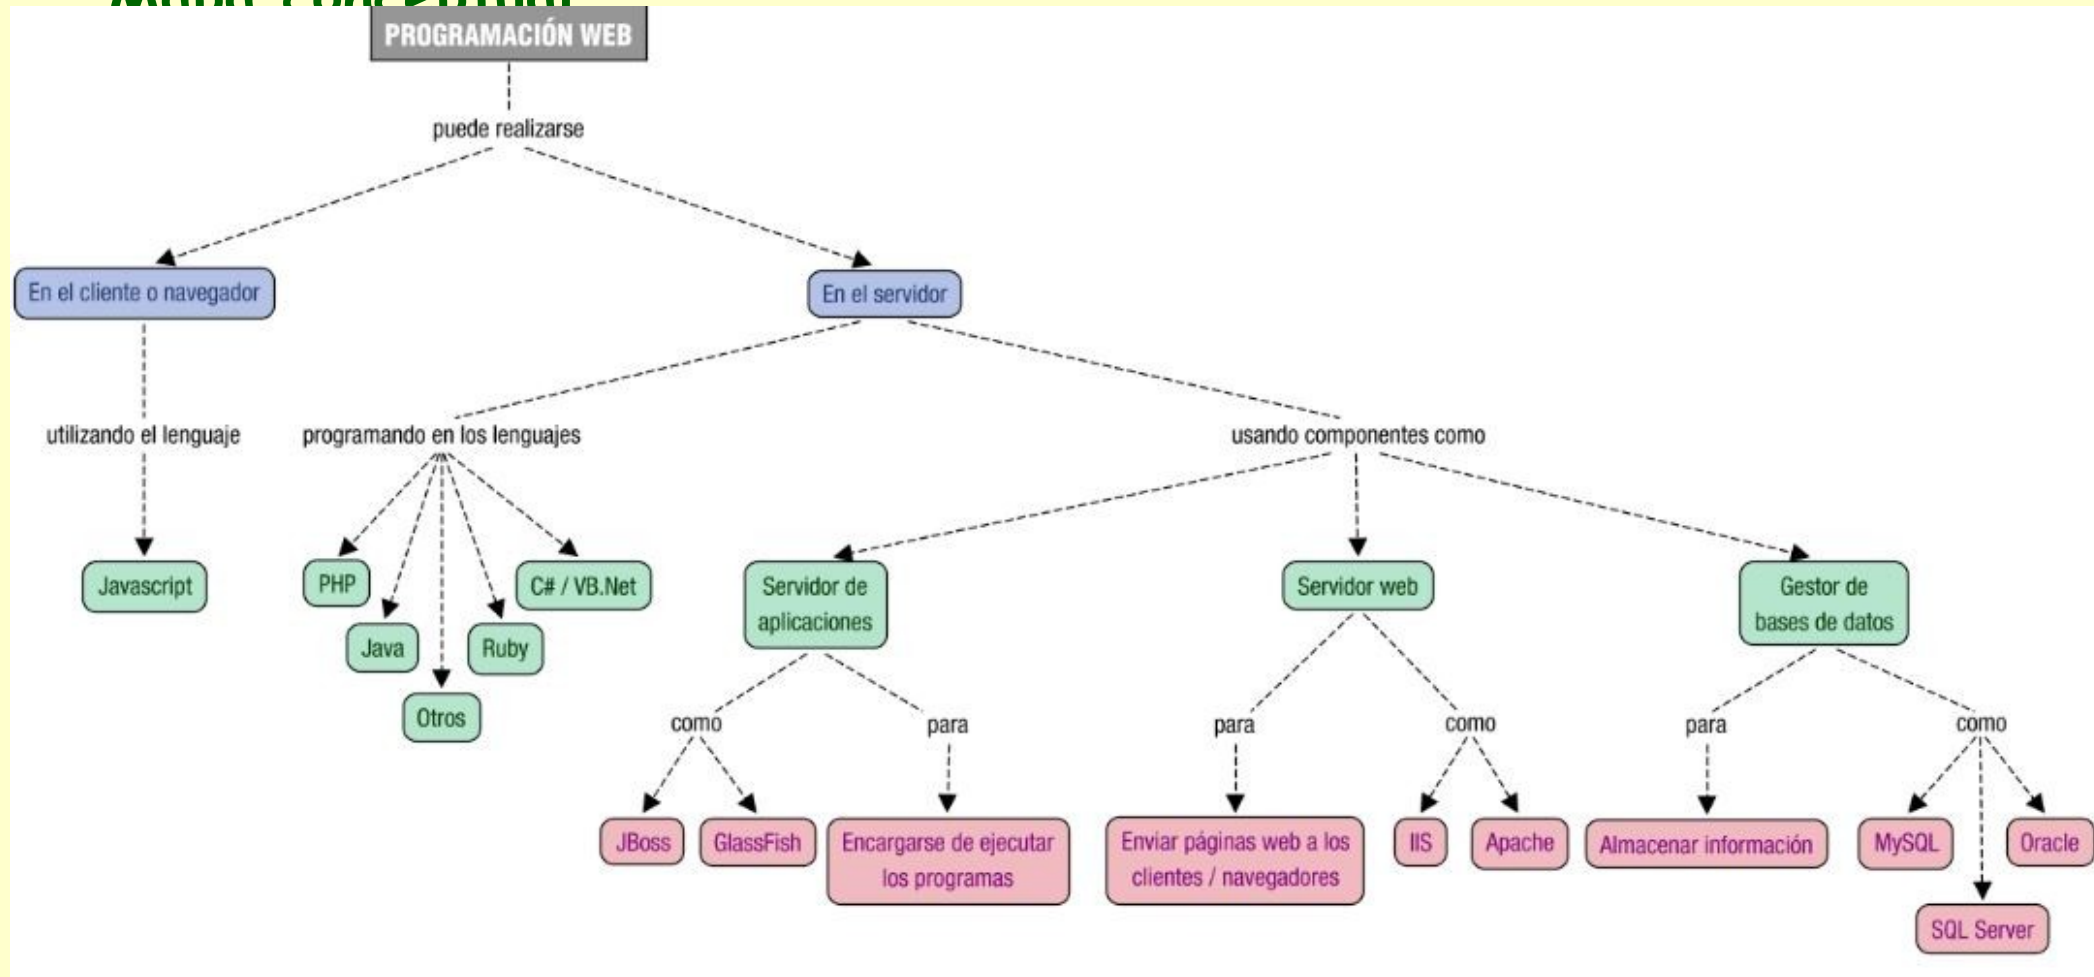 Mapa conceptual
PROGRAMACIÓN WEB
puede realizarse
En el cliente o navegador
En el servidor
utilizando el lenguaje
programando en los lenguajes
usando componentes como
Javascript
PHP
C# / VB.Net
Java
Ruby
Otros
Servidor de
aplicaciones
Servidor web
Gestor de
bases de datos
como
para
para
como
para
como
JBoss
GlassFish
Encargarse de ejecutar
los programas
Enviar páginas web a los
clientes / navegadores
IIS
Apache
Almacenar información
MySQL
Oracle
SQL Server